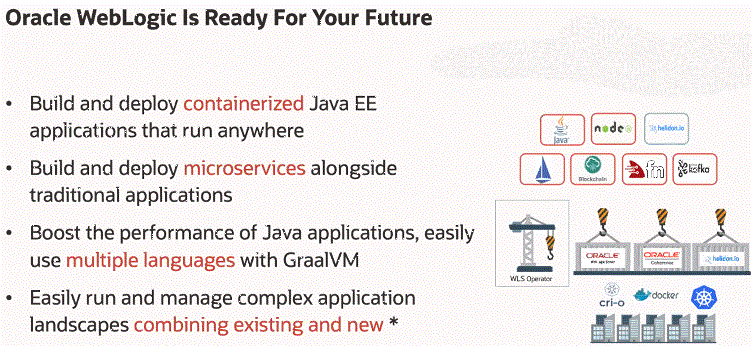 Oracle WebLogic Is Ready For Your Future
• Build and deploy containerized Java EE
applications that run anywhere
• Build and deploy microservices alongside
traditional applications
• Boost the performance of Java applications, easily
use multiple languages with GraalVM
• Easily run and manage complex application
landscapes combining existing and new *
Java
node
helidon.io
Blockchain
fn
kafka
WLS Operator
ORACLE
ORACLE
Coherence
helidon.io
cri-o
docker